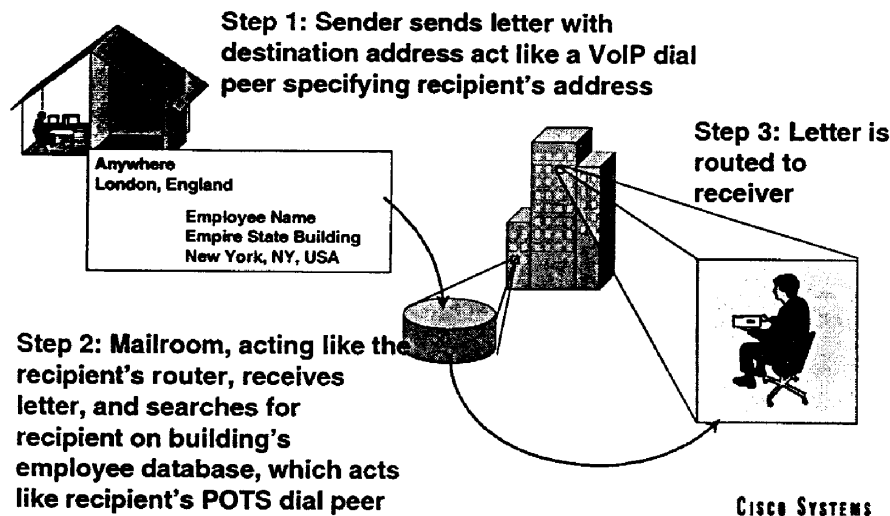 Step 1: Sender sends letter with
destination address act like a VoIP dial
peer specifying recipient's address
Anywhere
London, England
Employee Name
Empire State Building
New York, NY, USA
Step 3: Letter is
routed to
receiver
Step 2: Mailroom, acting like the
recipient's router, receives
letter, and searches for
recipient on building's
employee database, which acts
like recipient's POTS dial peer
CISCO SYSTEMS